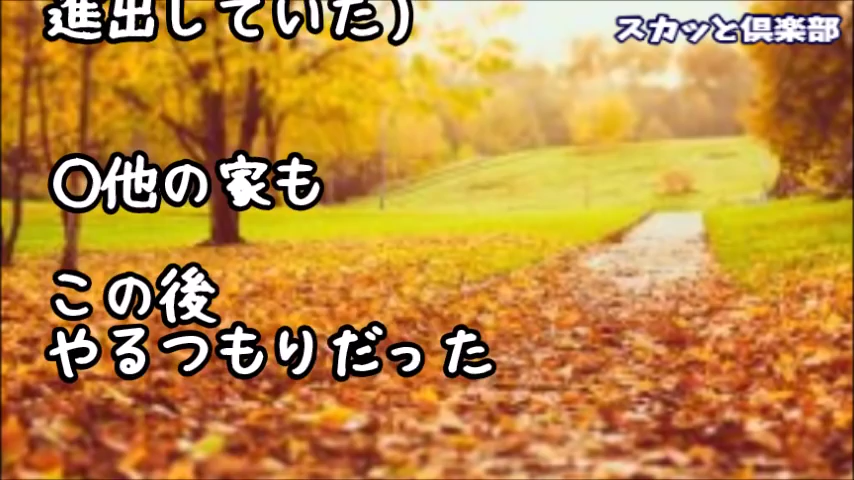 進出していた)
スカッと倶楽部
〇他の家も
この後
やるつもりだった